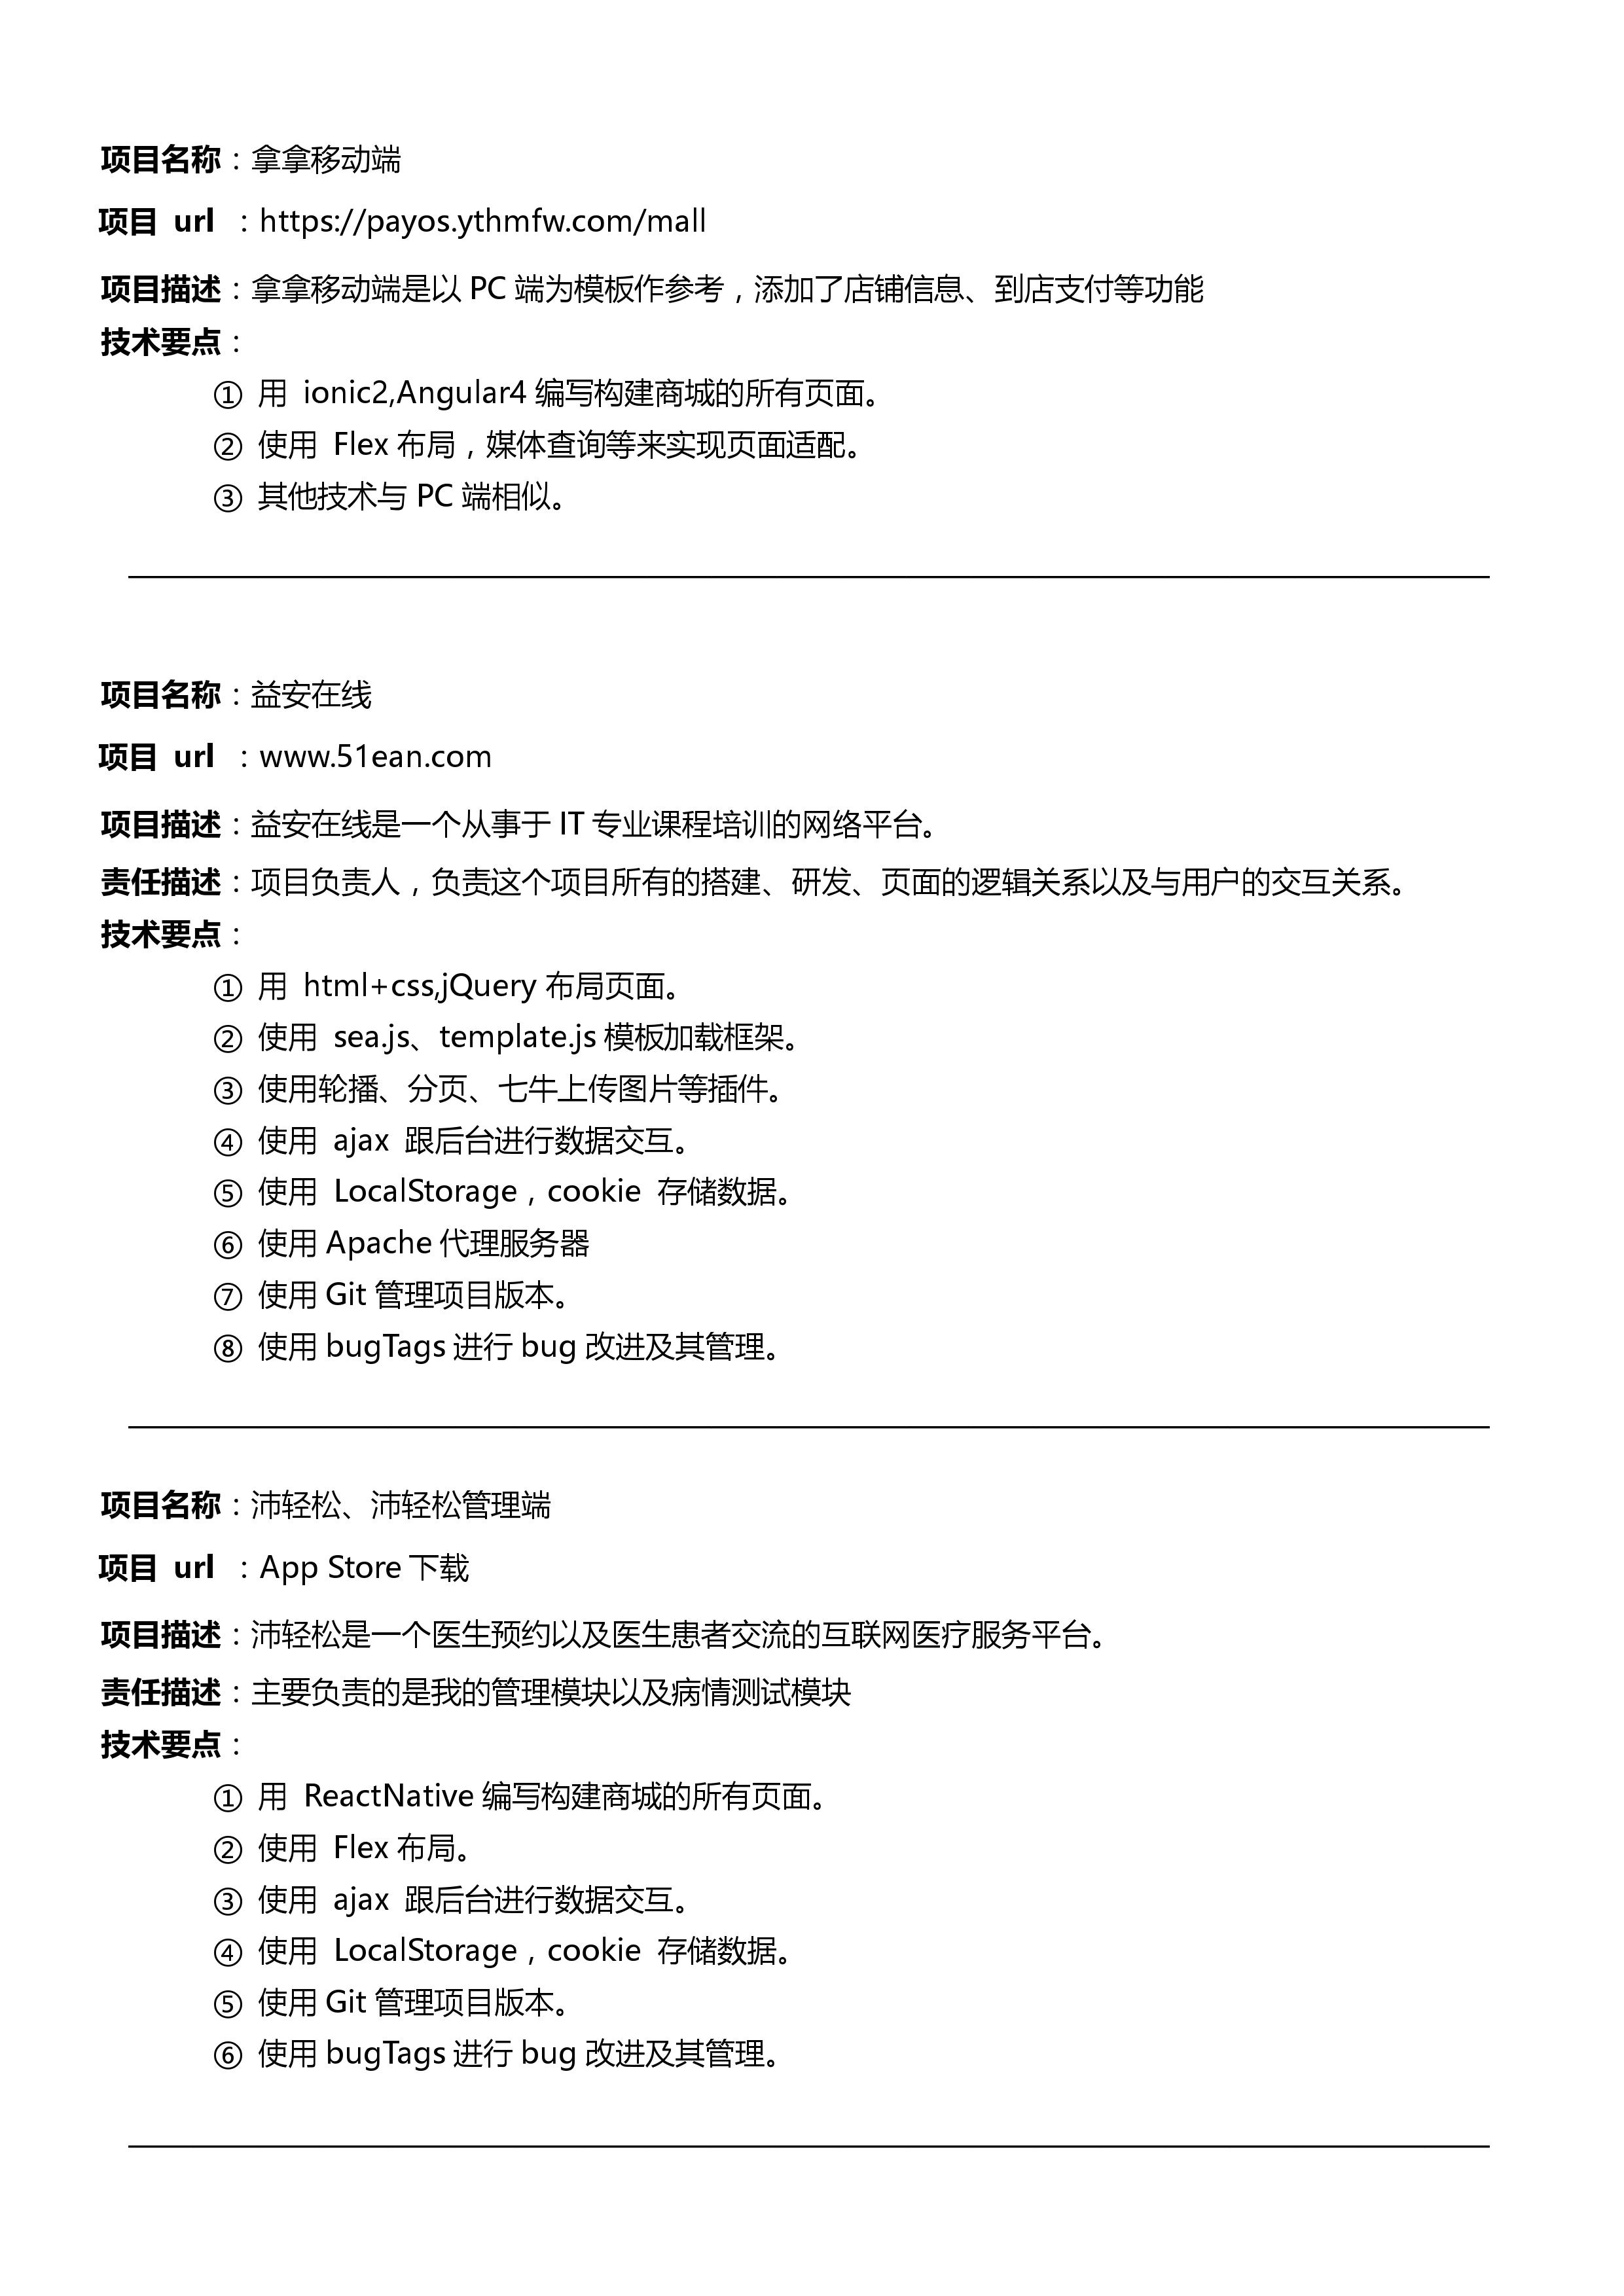 项目名称：拿拿移动端
项目 url ：https://payos.ythmfw.com/mall
项目描述：拿拿移动端是以 PC 端为模板作参考，添加了店铺信息、到店支付等功能
技术要点：
① 用 ionic2,Angular4 编写构建商城的所有页面。
② 使用 Flex 布局，媒体查询等来实现页面适配。
③ 其他技术与 PC 端相似。
项目名称：益安在线
项目 url ：www.51ean.com
项目描述：益安在线是一个从事于 IT 专业课程培训的网络平台。
责任描述：项目负责人，负责这个项目所有的搭建、研发、页面的逻辑关系以及与用户的交互关系。
技术要点：
① 用 html+css,jQuery 布局页面。
② 使用 sea.js、template.js 模板加载框架。
③ 使用轮播、分页、七牛上传图片等插件。
④ 使用 ajax 跟后台进行数据交互。
⑤ 使用 LocalStorage，cookie 存储数据。
⑥ 使用 Apache 代理服务器
⑦ 使用 Git 管理项目版本。
⑧ 使用 bugTags 进行 bug 改进及其管理。
项目名称：沛轻松、沛轻松管理端
项目 url ：App Store 下载
项目描述：沛轻松是一个医生预约以及医生患者交流的互联网医疗服务平台。
责任描述：主要负责的是我的管理模块以及病情测试模块
技术要点：
① 用 ReactNative 编写构建商城的所有页面。
② 使用 Flex 布局。
③ 使用 ajax 跟后台进行数据交互。
④ 使用 LocalStorage，cookie 存储数据。
⑤ 使用 Git 管理项目版本。
⑥ 使用 bugTags 进行 bug 改进及其管理。